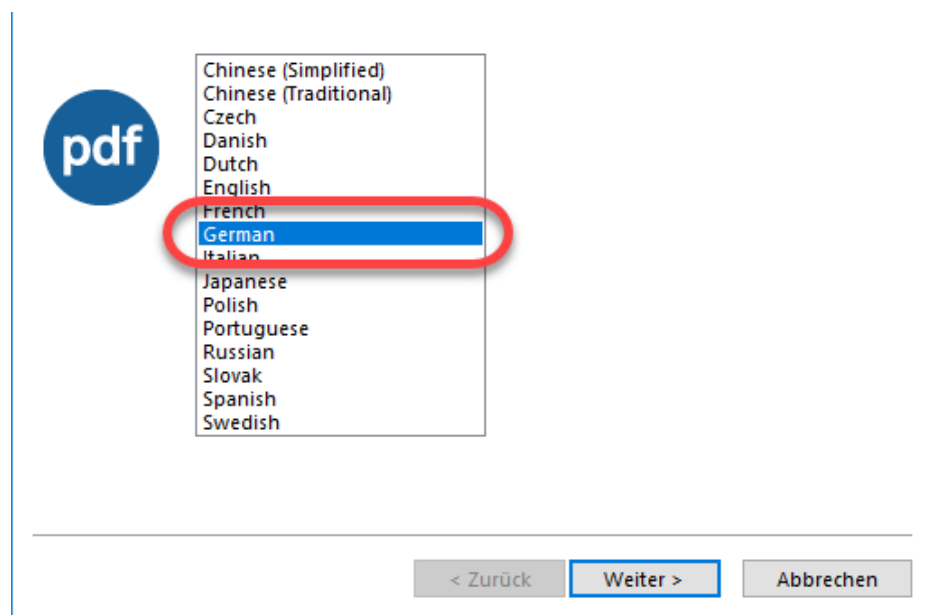 pdf
Chinese (Simplified)
Chinese (Traditional)
Czech
Danish
Dutch
English
French
German
Italian
Japanese
Polish
Portuguese
Russian
Slovak
Spanish
Swedish
< Zurück Weiter > Abbrechen